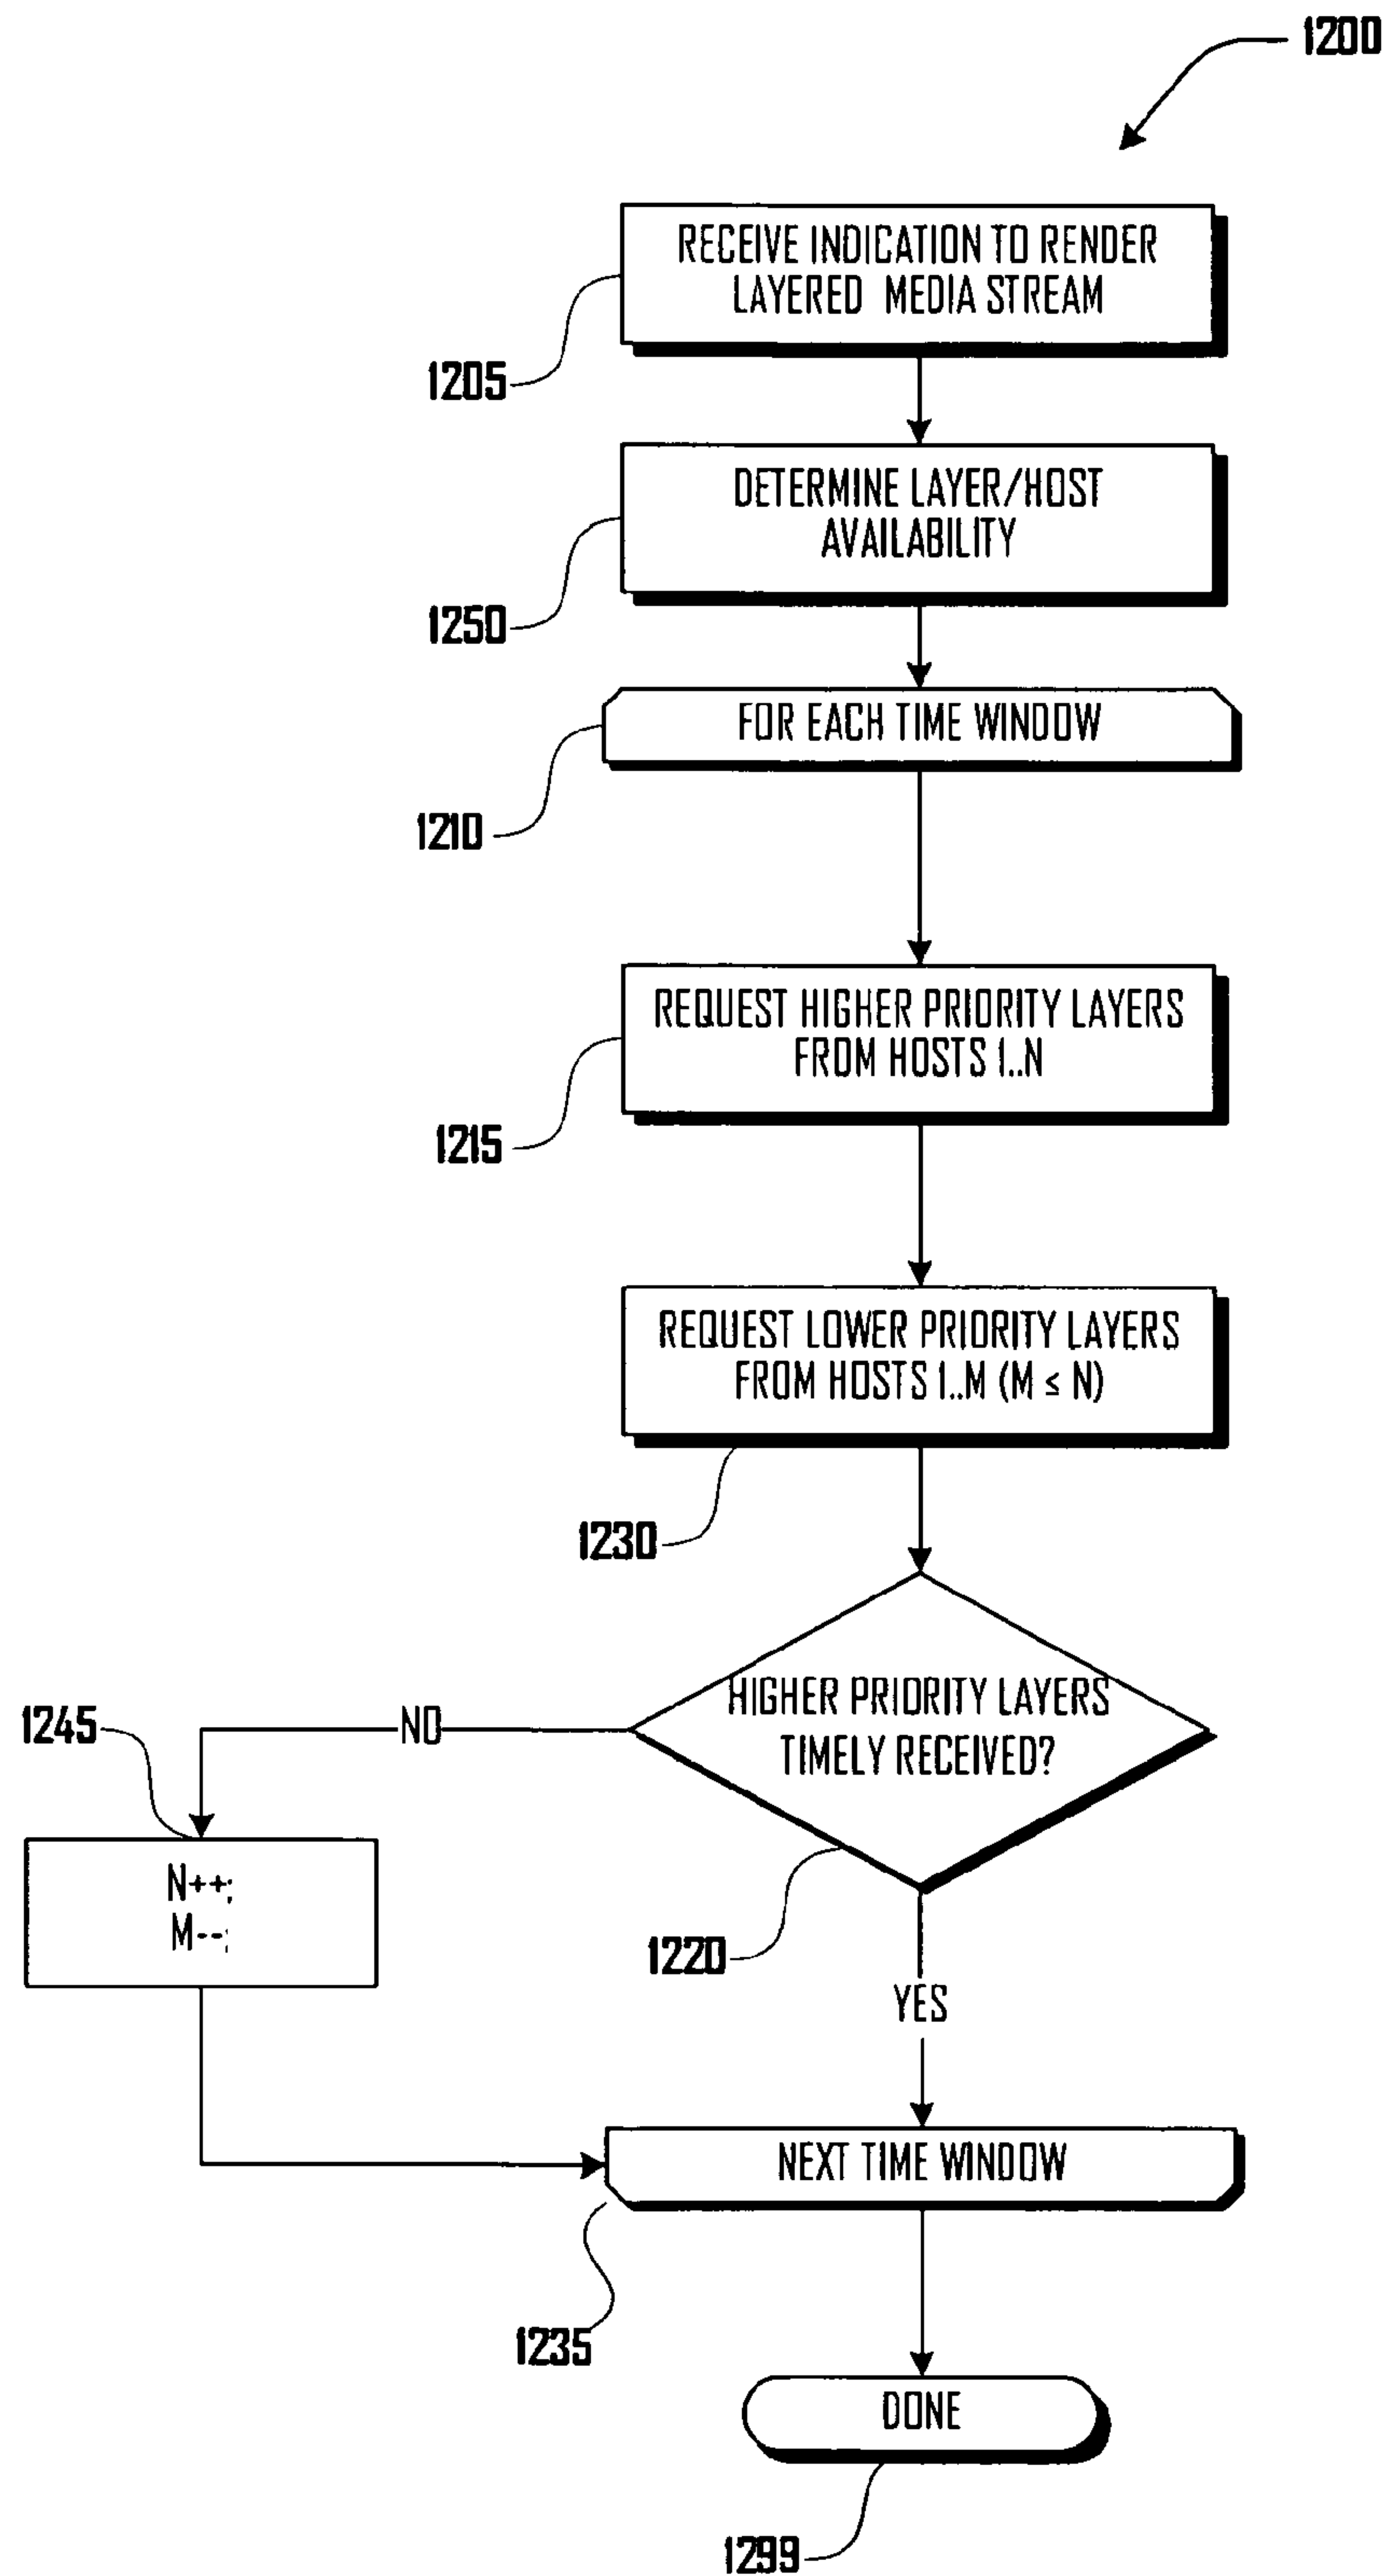 1200
RECEIVE INDICATION TO RENDER
LAYERED MEDIA STREAM
1205
DETERMINE LAYER/HOST
AVAILABILITY
1250
FOR EACH TIME WINDOW
1210
REQUEST HIGHER PRIORITY LAYERS
FROM HOSTS 1..N
1215
REQUEST LOWER PRIORITY LAYERS
FROM HOSTS 1..M (M ≤ N)
1230
HIGHER PRIORITY LAYERS
TIMELY RECEIVED?
1220
NO
1245
N++;
M--;
YES
NEXT TIME WINDOW
1235
DONE
1299